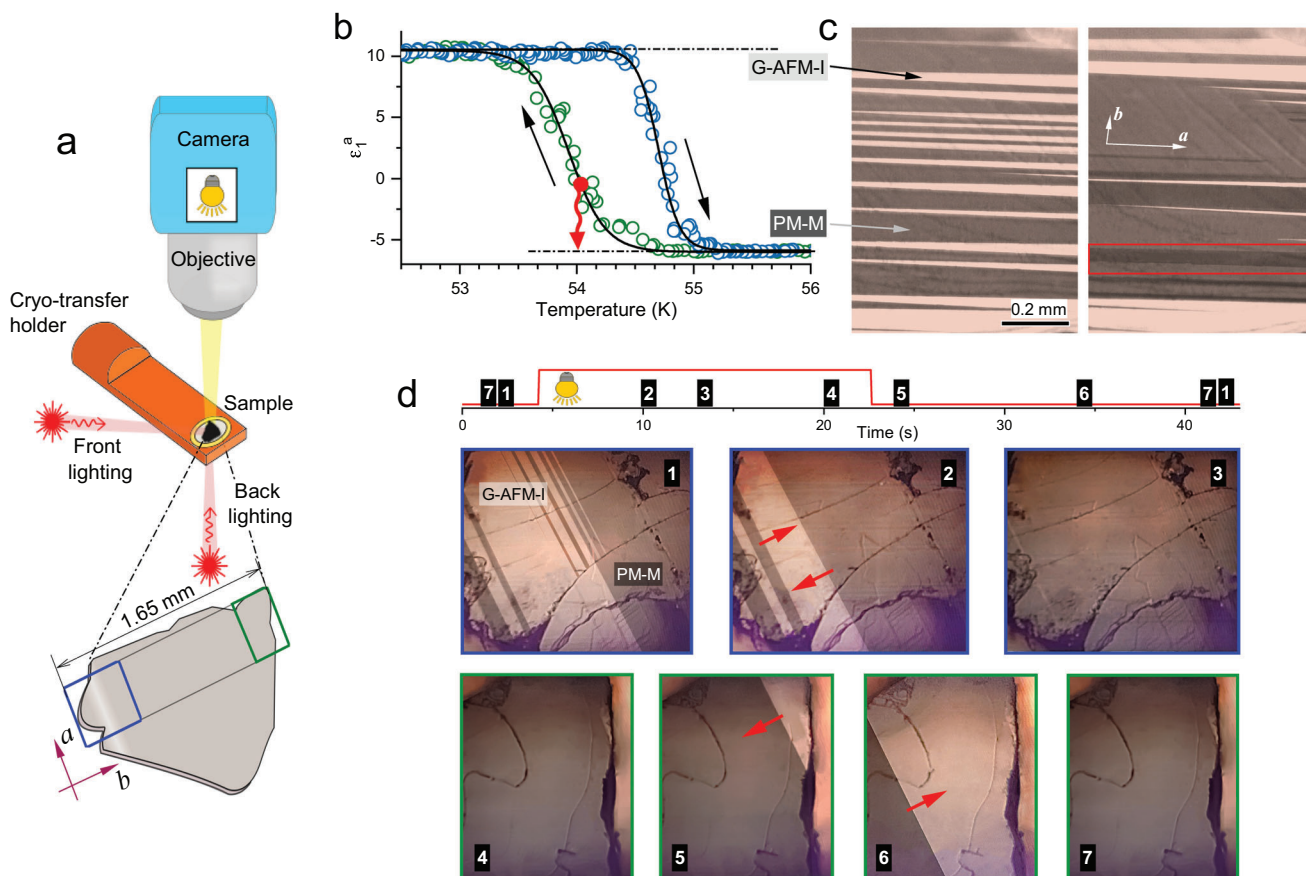 a
Camera
Objective
Cryo-transfer
holder
Sample
Front
lighting
Back
lighting
1.65 mm
a
b
b
10
5
0
-5
ε₁ᵃ
53 54 55 56
Temperature (K)
c
G-AFM-I
PM-M
0.2 mm
b
a
d
7 1 2 3 4 5 6 7 1
0 10 20 30 40
Time (s)
1
G-AFM-I
PM-M
2
3
4
5
6
7